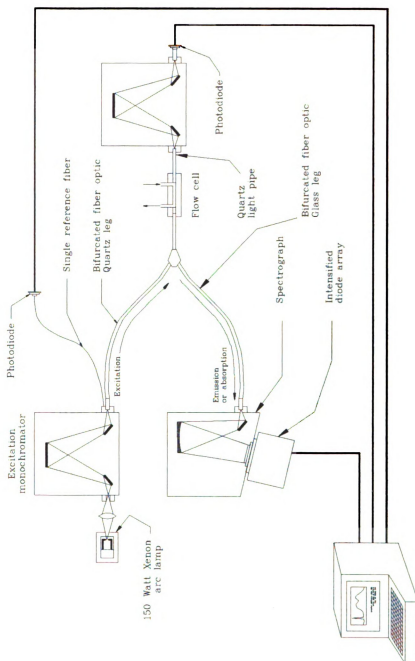 150 Watt Xenon
arc lamp
Excitation
monochromator
Photodiode
Single reference fiber
Bifurcated fiber optic
Quartz leg
Excitation
Emission
or absorption
Flow cell
Quartz
light pipe
Photodiode
Bifurcated fiber optic
Glass leg
Spectrograph
Intensified
diode array